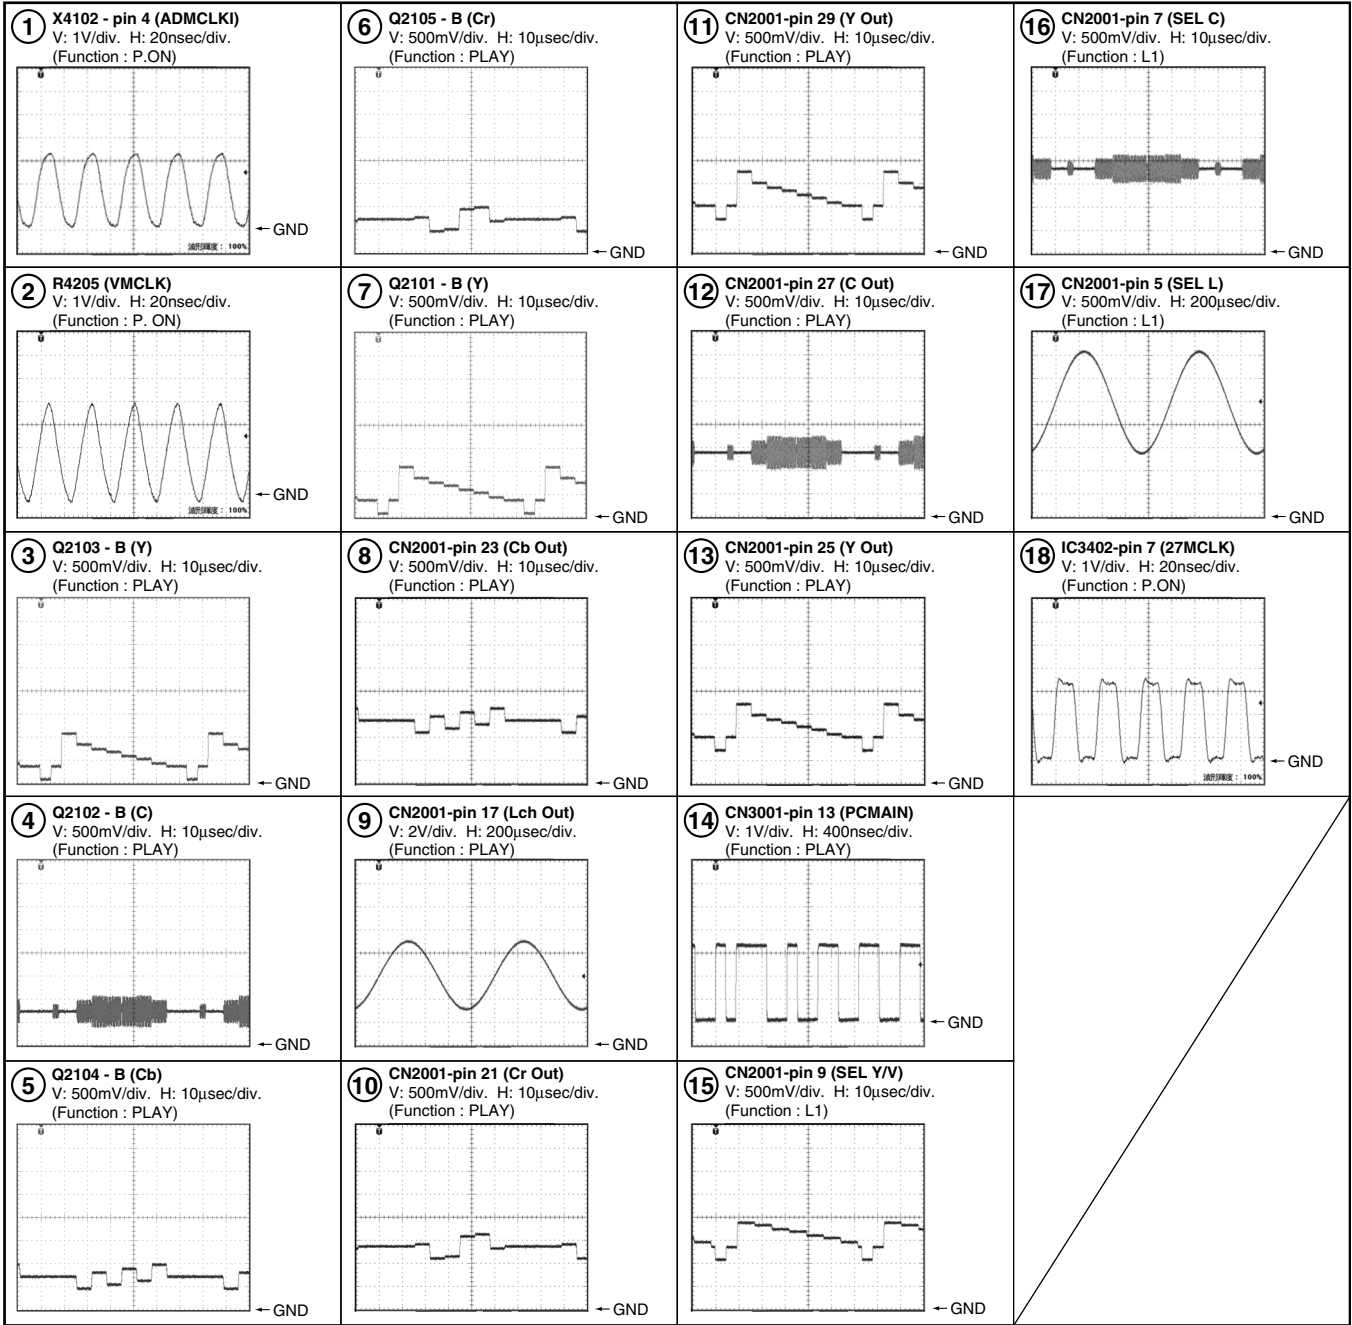 1 X4102 - pin 4 (ADMCLKI)
V: 1V/div. H: 20nsec/div.
(Function : P.ON)
波形輝度： 100%
← GND
2 R4205 (VMCLK)
V: 1V/div. H: 20nsec/div.
(Function : P. ON)
波形輝度： 100%
← GND
3 Q2103 - B (Y)
V: 500mV/div. H: 10μsec/div.
(Function : PLAY)
← GND
4 Q2102 - B (C)
V: 500mV/div. H: 10μsec/div.
(Function : PLAY)
← GND
5 Q2104 - B (Cb)
V: 500mV/div. H: 10μsec/div.
(Function : PLAY)
← GND
6 Q2105 - B (Cr)
V: 500mV/div. H: 10μsec/div.
(Function : PLAY)
← GND
7 Q2101 - B (Y)
V: 500mV/div. H: 10μsec/div.
(Function : PLAY)
← GND
8 CN2001-pin 23 (Cb Out)
V: 500mV/div. H: 10μsec/div.
(Function : PLAY)
← GND
9 CN2001-pin 17 (Lch Out)
V: 2V/div. H: 200μsec/div.
(Function : PLAY)
← GND
10 CN2001-pin 21 (Cr Out)
V: 500mV/div. H: 10μsec/div.
(Function : PLAY)
← GND
11 CN2001-pin 29 (Y Out)
V: 500mV/div. H: 10μsec/div.
(Function : PLAY)
← GND
12 CN2001-pin 27 (C Out)
V: 500mV/div. H: 10μsec/div.
(Function : PLAY)
← GND
13 CN2001-pin 25 (Y Out)
V: 500mV/div. H: 10μsec/div.
(Function : PLAY)
← GND
14 CN3001-pin 13 (PCMAIN)
V: 1V/div. H: 400nsec/div.
(Function : PLAY)
← GND
15 CN2001-pin 9 (SEL Y/V)
V: 500mV/div. H: 10μsec/div.
(Function : L1)
← GND
16 CN2001-pin 7 (SEL C)
V: 500mV/div. H: 10μsec/div.
(Function : L1)
← GND
17 CN2001-pin 5 (SEL L)
V: 500mV/div. H: 200μsec/div.
(Function : L1)
← GND
18 IC3402-pin 7 (27MCLK)
V: 1V/div. H: 20nsec/div.
(Function : P.ON)
波形輝度： 100%
← GND